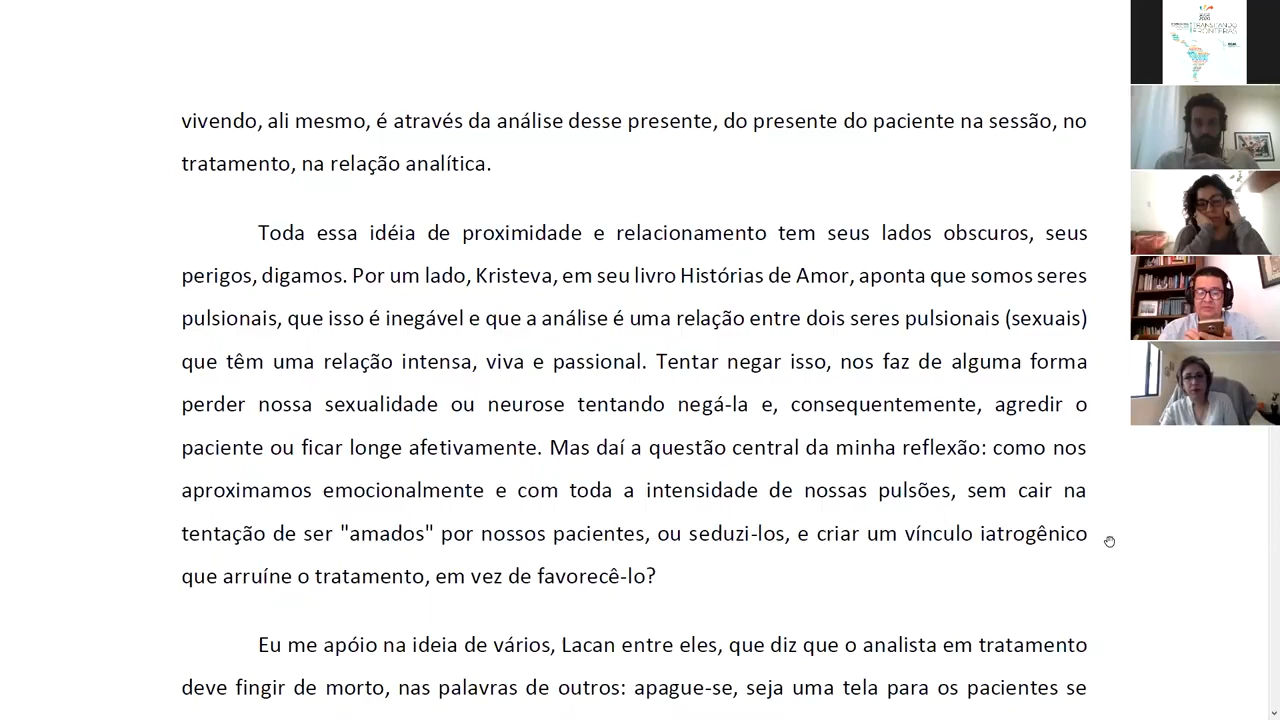 vivendo, ali mesmo, é através da análise desse presente, do presente do paciente na sessão, no
tratamento, na relação analítica.
Toda essa idéia de proximidade e relacionamento tem seus lados obscuros, seus
perigos, digamos. Por um lado, Kristeva, em seu livro Histórias de Amor, aponta que somos seres
pulsionais, que isso é inegável e que a análise é uma relação entre dois seres pulsionais (sexuais)
que têm uma relação intensa, viva e passional. Tentar negar isso, nos faz de alguma forma
perder nossa sexualidade ou neurose tentando negá-la e, consequentemente, agredir o
paciente ou ficar longe afetivamente. Mas daí a questão central da minha reflexão: como nos
aproximamos emocionalmente e com toda a intensidade de nossas pulsões, sem cair na
tentação de ser "amados" por nossos pacientes, ou seduzi-los, e criar um vínculo iatrogênico
que arruíne o tratamento, em vez de favorecê-lo?
Eu me apóio na ideia de vários, Lacan entre eles, que diz que o analista em tratamento
deve fingir de morto, nas palavras de outros: apague-se, seja uma tela para os pacientes se